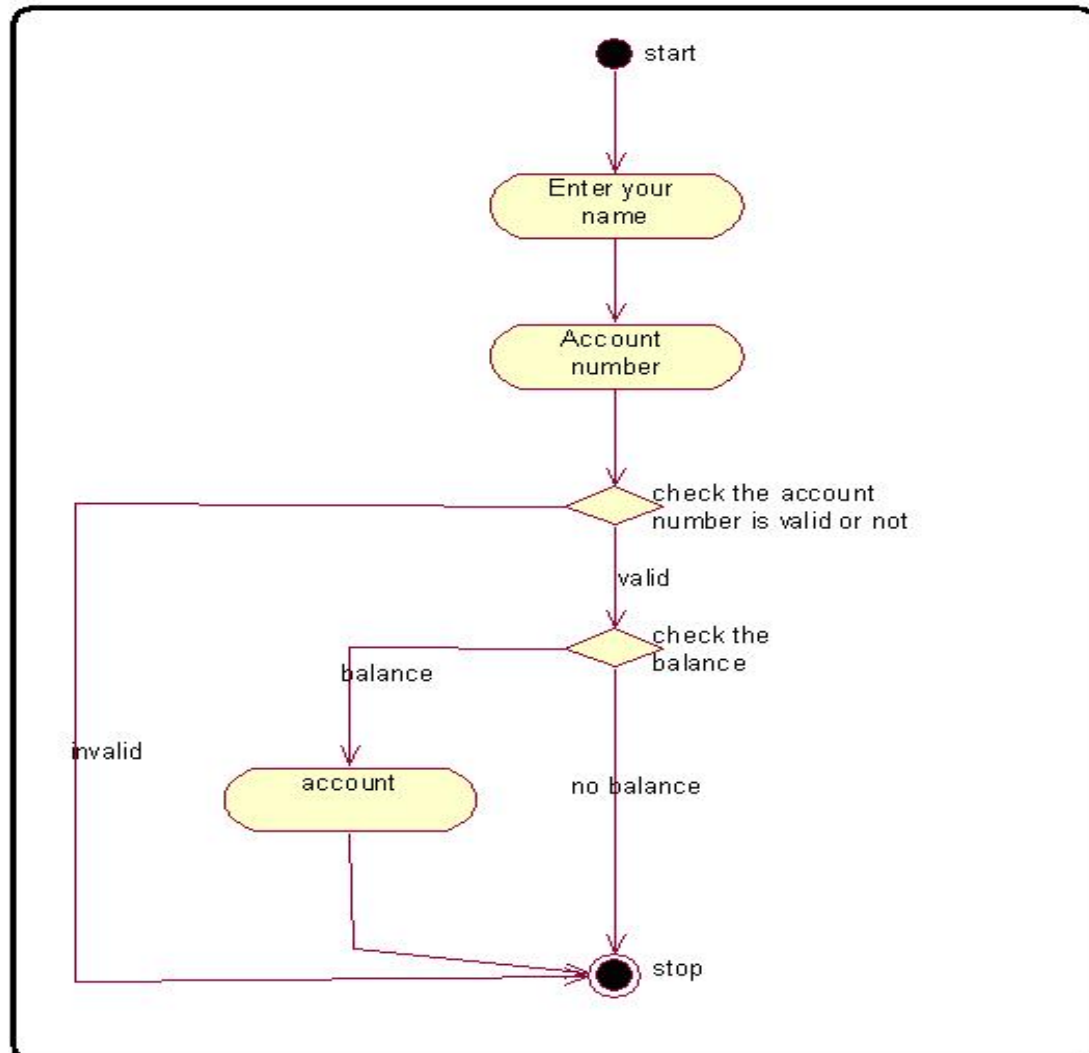 start
Enter your
name
Account
number
check the account
number is valid or not
valid
check the
balance
balance
invalid
account
no balance
stop